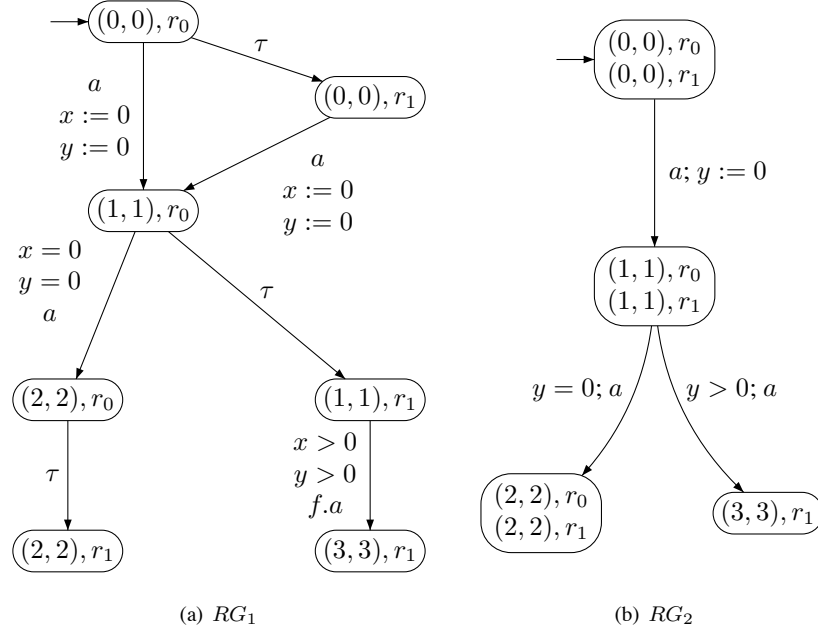 (0, 0), r₀
τ
a
x := 0
y := 0
(0, 0), r₁
a
x := 0
y := 0
(1, 1), r₀
x = 0
y = 0
a
τ
(2, 2), r₀
(1, 1), r₁
τ
x > 0
y > 0
f.a
(2, 2), r₁
(3, 3), r₁
(a) RG₁
(0, 0), r₀
(0, 0), r₁
a; y := 0
(1, 1), r₀
(1, 1), r₁
y = 0; a
y > 0; a
(2, 2), r₀
(2, 2), r₁
(3, 3), r₁
(b) RG₂